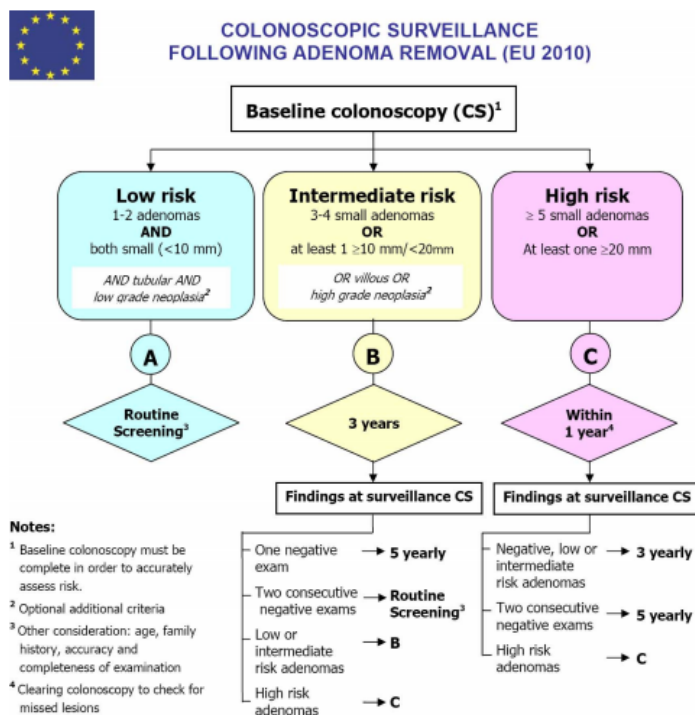 COLONOSCOPIC SURVEILLANCE
FOLLOWING ADENOMA REMOVAL (EU 2010)
Baseline colonoscopy (CS)¹
Low risk
1-2 adenomas
AND
both small (<10 mm)
AND tubular AND
low grade neoplasia²
Intermediate risk
3-4 small adenomas
OR
at least 1 ≥10 mm/<20mm
OR villous OR
high grade neoplasia²
High risk
≥ 5 small adenomas
OR
At least one ≥20 mm
A
B
C
Routine
Screening³
3 years
Within
1 year⁴
Findings at surveillance CS
One negative
exam
5 yearly
Two consecutive
negative exams
Routine
Screening³
Low or
intermediate
risk adenomas
B
High risk
adenomas
C
Findings at surveillance CS
Negative, low or
intermediate
risk adenomas
3 yearly
Two consecutive
negative exams
5 yearly
High risk
adenomas
C
Notes:
¹ Baseline colonoscopy must be
complete in order to accurately
assess risk.
² Optional additional criteria
³ Other consideration: age, family
history, accuracy and
completeness of examination
⁴ Clearing colonoscopy to check for
missed lesions